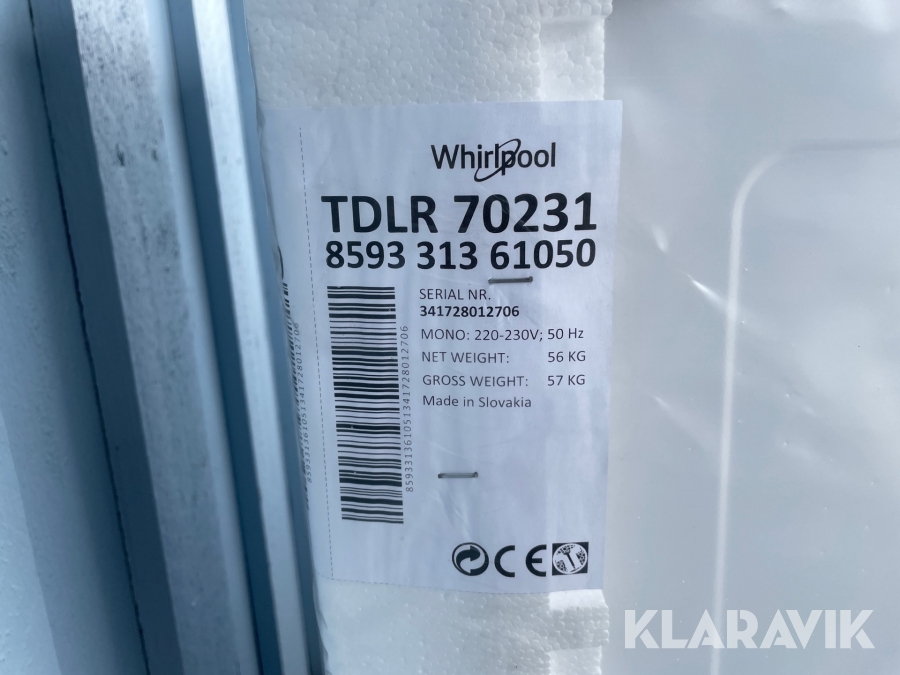 Whirlpool
TDLR 70231
8593 313 61050
SERIAL NR.
341728012706
MONO: 220-230V; 50 Hz
NET WEIGHT: 56 KG
GROSS WEIGHT: 57 KG
Made in Slovakia
859331361051341728012706
CE
KLARAVIK